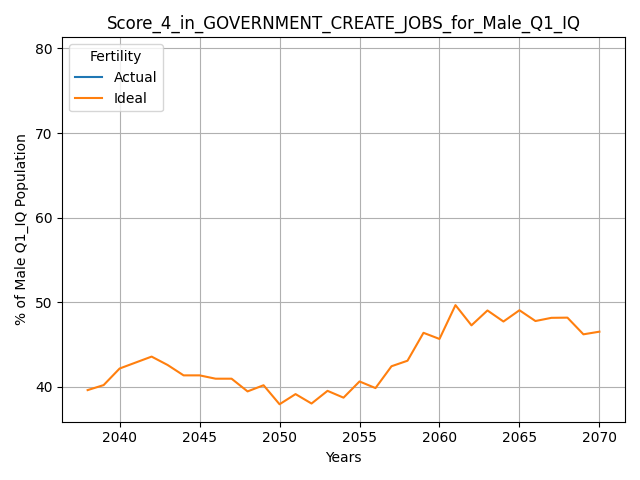 Score_4_in_GOVERNMENT_CREATE_JOBS_for_Male_Q1_IQ
Fertility
Actual
Ideal
% of Male Q1_IQ Population
80
70
60
50
40
2040 2045 2050 2055 2060 2065 2070
Years